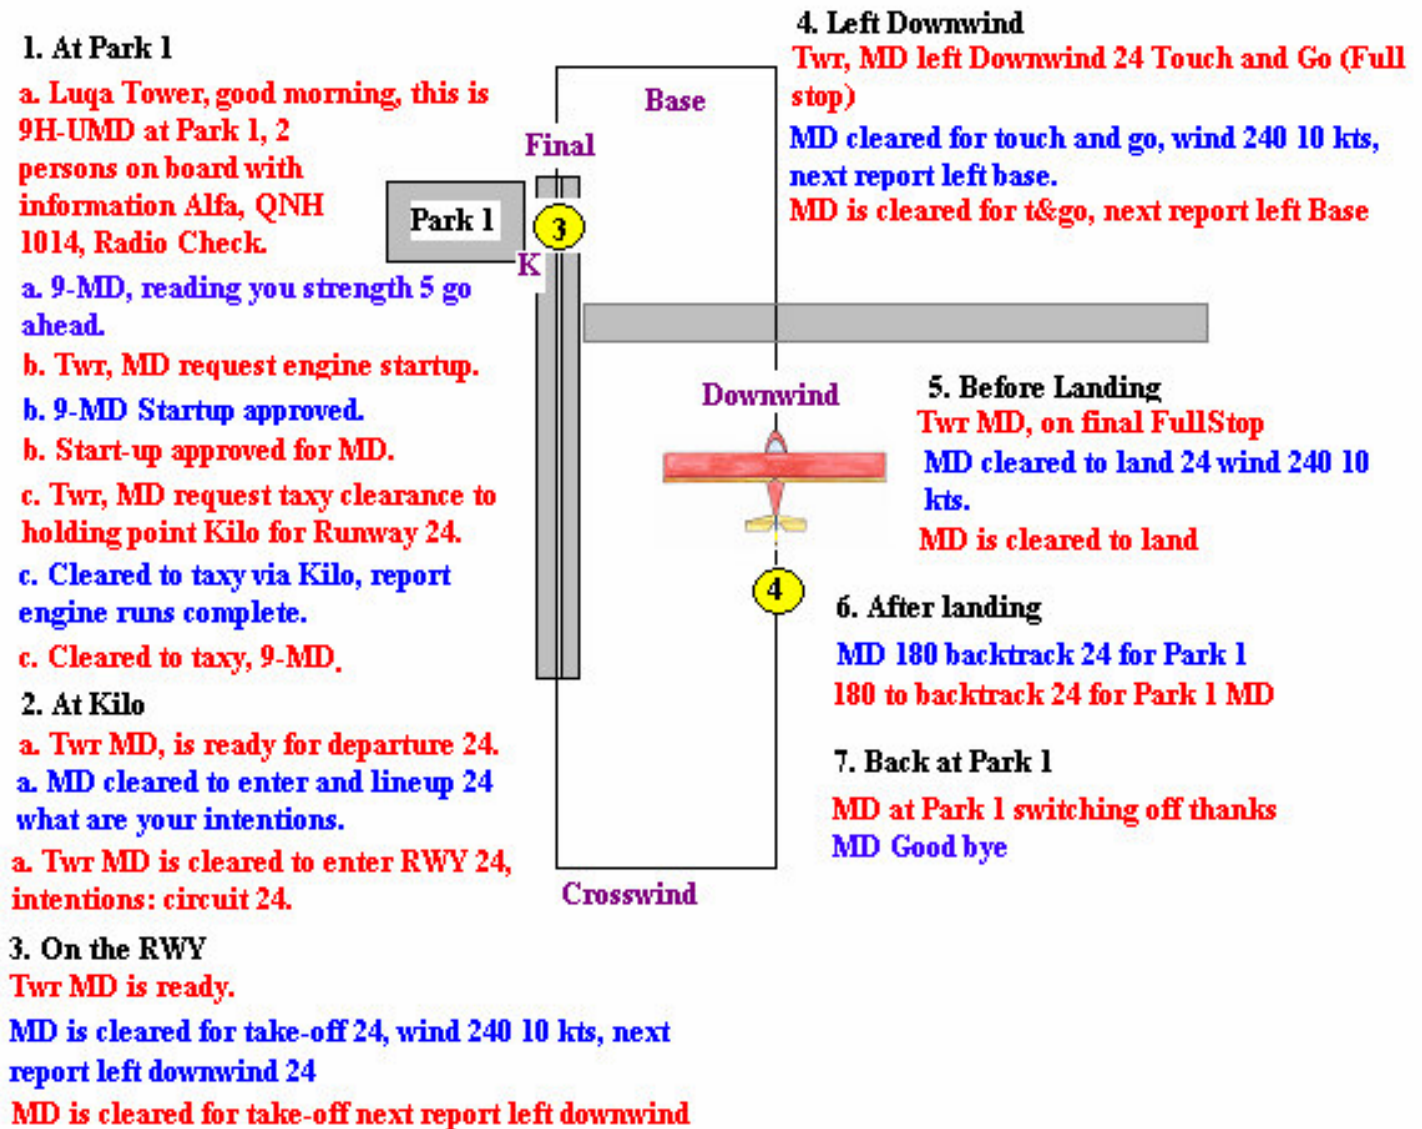 1. At Park 1
a. Luqa Tower, good morning, this is
9H-UMD at Park 1, 2
persons on board with
information Alfa, QNH
1014, Radio Check.
a. 9-MD, reading you strength 5 go
ahead.
b. Twr, MD request engine startup.
b. 9-MD Startup approved.
b. Start-up approved for MD.
c. Twr, MD request taxy clearance to
holding point Kilo for Runway 24.
c. Cleared to taxy via Kilo, report
engine runs complete.
c. Cleared to taxy, 9-MD.
2. At Kilo
a. Twr MD, is ready for departure 24.
a. MD cleared to enter and lineup 24
what are your intentions.
a. Twr MD is cleared to enter RWY 24,
intentions: circuit 24.
3. On the RWY
Twr MD is ready.
MD is cleared for take-off 24, wind 240 10 kts, next
report left downwind 24
MD is cleared for take-off next report left downwind
Base
Final
Park 1
3
K
Downwind
4
Crosswind
4. Left Downwind
Twr, MD left Downwind 24 Touch and Go (Full
stop)
MD cleared for touch and go, wind 240 10 kts,
next report left base.
MD is cleared for t&go, next report left Base
5. Before Landing
Twr MD, on final FullStop
MD cleared to land 24 wind 240 10
kts.
MD is cleared to land
6. After landing
MD 180 backtrack 24 for Park 1
180 to backtrack 24 for Park 1 MD
7. Back at Park 1
MD at Park 1 switching off thanks
MD Good bye